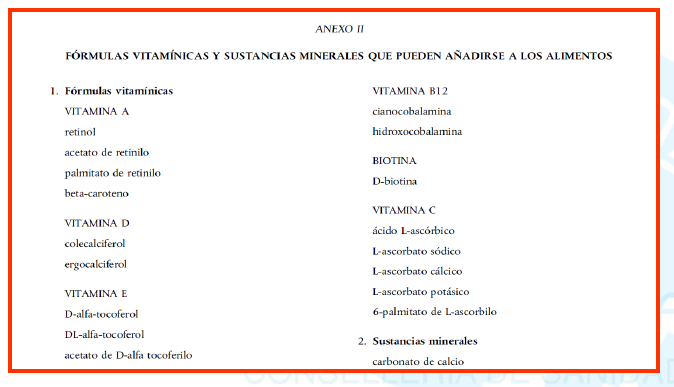 ANEXO II
FÓRMULAS VITAMÍNICAS Y SUSTANCIAS MINERALES QUE PUEDEN AÑADIRSE A LOS ALIMENTOS
1. Fórmulas vitamínicas
VITAMINA A
retinol
acetato de retinilo
palmitato de retinilo
beta-caroteno
VITAMINA D
colecalciferol
ergocalciferol
VITAMINA E
D-alfa-tocoferol
DL-alfa-tocoferol
acetato de D-alfa tocoferilo
VITAMINA B12
cianocobalamina
hidroxocobalamina
BIOTINA
D-biotina
VITAMINA C
ácido L-ascórbico
L-ascorbato sódico
L-ascorbato cálcico
L-ascorbato potásico
6-palmitato de L-ascorbilo
2. Sustancias minerales
carbonato de calcio
CONSELLERIA DE SANIDAD